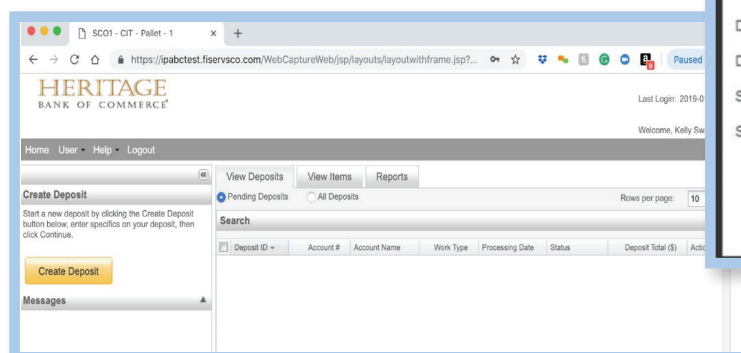 SCO1 - CIT - Pallet - 1
https://ipabctest.fiservsco.com/WebCaptureWeb/jsp/layouts/layoutwithframe.jsp?...
Paused
HERITAGE
BANK OF COMMERCE
Last Login: 2019-0
Welcome, Kelly Sw
Home User Help Logout
View Deposits View Items Reports
Create Deposit
Pending Deposits All Deposits Rows per page: 10
Start a new deposit by clicking the Create Deposit
button below, enter specifics on your deposit, then
click Continue.
Search
Deposit ID Account # Account Name Work Type Processing Date Status Deposit Total ($) Actio
Create Deposit
Messages